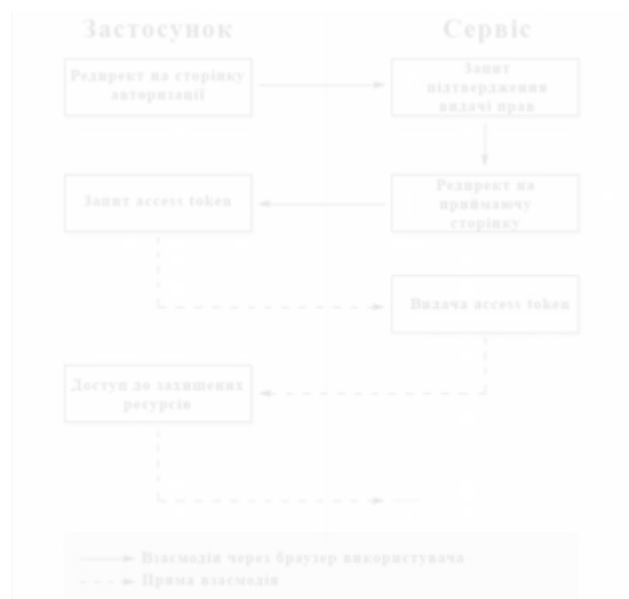 Застосунок
Сервіс
Редирект на сторінку
авторизації
Запит
підтвердження
видачі прав
Запит access token
Редирект на
приймаючу
сторінку
Видача access token
Доступ до захищених
ресурсів
Взаємодія через браузер використувача
Пряма взаємодія